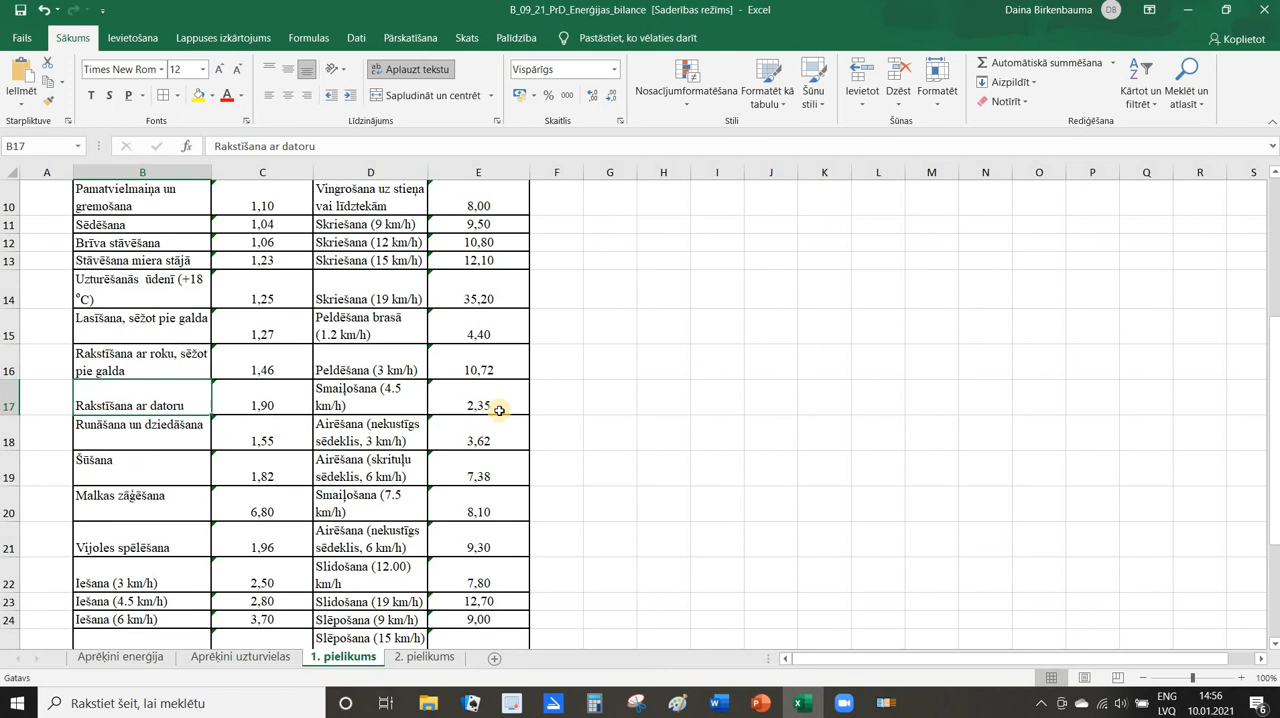 B_09_21_PrD_Enerģijas_bilance [Saderības režīms] - Excel
Daina Birkenbauma DB
Fails Sākums Ievietošana Lappuses izkārtojums Formulas Dati Pārskatīšana Skats Palīdzība Pastāstiet, ko vēlaties darīt Koplietot
Ielīmēt
Times New Rom 12
T S P
Aplauzt tekstu
Sapludināt un centrēt
Vispārīgs
% 000
Nosacījumformatēšana Formatēt kā tabulu Šūnu stili
Ievietot Dzēst Formatēt
Automātiskā summēšana
Aizpildīt
Notīrīt
Kārtot un filtrēt Meklēt un atlasīt
Starpliktuve Fonts Līdzinājums Skaitlis Stili Šūnas Rediģēšana
B17 fx Rakstīšana ar datoru
A B C D E F G H I J K L M N O P Q R S
Pamatvielmaiņa un Vingrošana uz stieņa
10 gremošana 1,10 vai līdztekām 8,00
11 Sēdēšana 1,04 Skriešana (9 km/h) 9,50
12 Brīva stāvēšana 1,06 Skriešana (12 km/h) 10,80
13 Stāvēšana miera stājā 1,23 Skriešana (15 km/h) 12,10
Uzturēšanās ūdenī (+18
14 °C) 1,25 Skriešana (19 km/h) 35,20
Lasīšana, sēžot pie galda Peldēšana brasā
15 1,27 (1.2 km/h) 4,40
Rakstīšana ar roku, sēžot
16 pie galda 1,46 Peldēšana (3 km/h) 10,72
Smaiļošana (4.5
17 Rakstīšana ar datoru 1,90 km/h) 2,35
Runāšana un dziedāšana Airēšana (nekustīgs
18 1,55 sēdeklis, 3 km/h) 3,62
Šūšana Airēšana (skrituļu
19 1,82 sēdeklis, 6 km/h) 7,38
Malkas zāģēšana Smaiļošana (7.5
20 6,80 km/h) 8,10
Airēšana (nekustīgs
21 Vijoles spēlēšana 1,96 sēdeklis, 6 km/h) 9,30
Slidošana (12.00)
22 Iešana (3 km/h) 2,50 km/h 7,80
23 Iešana (4.5 km/h) 2,80 Slidošana (19 km/h) 12,70
24 Iešana (6 km/h) 3,70 Slēpošana (9 km/h) 9,00
Slēpošana (15 km/h)
Aprēķini enerģija Aprēķini uzturvielas 1. pielikums 2. pielikums
Gatavs 100%
Rakstiet šeit, lai meklētu
ENG 14:56
LVQ 10.01.2021 6